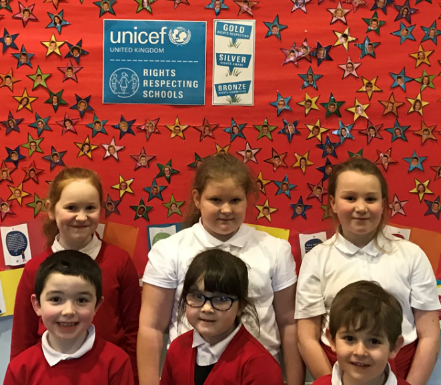 unicef
UNITED KINGDOM
RIGHTS
RESPECTING
SCHOOLS
GOLD
SILVER
BRONZE